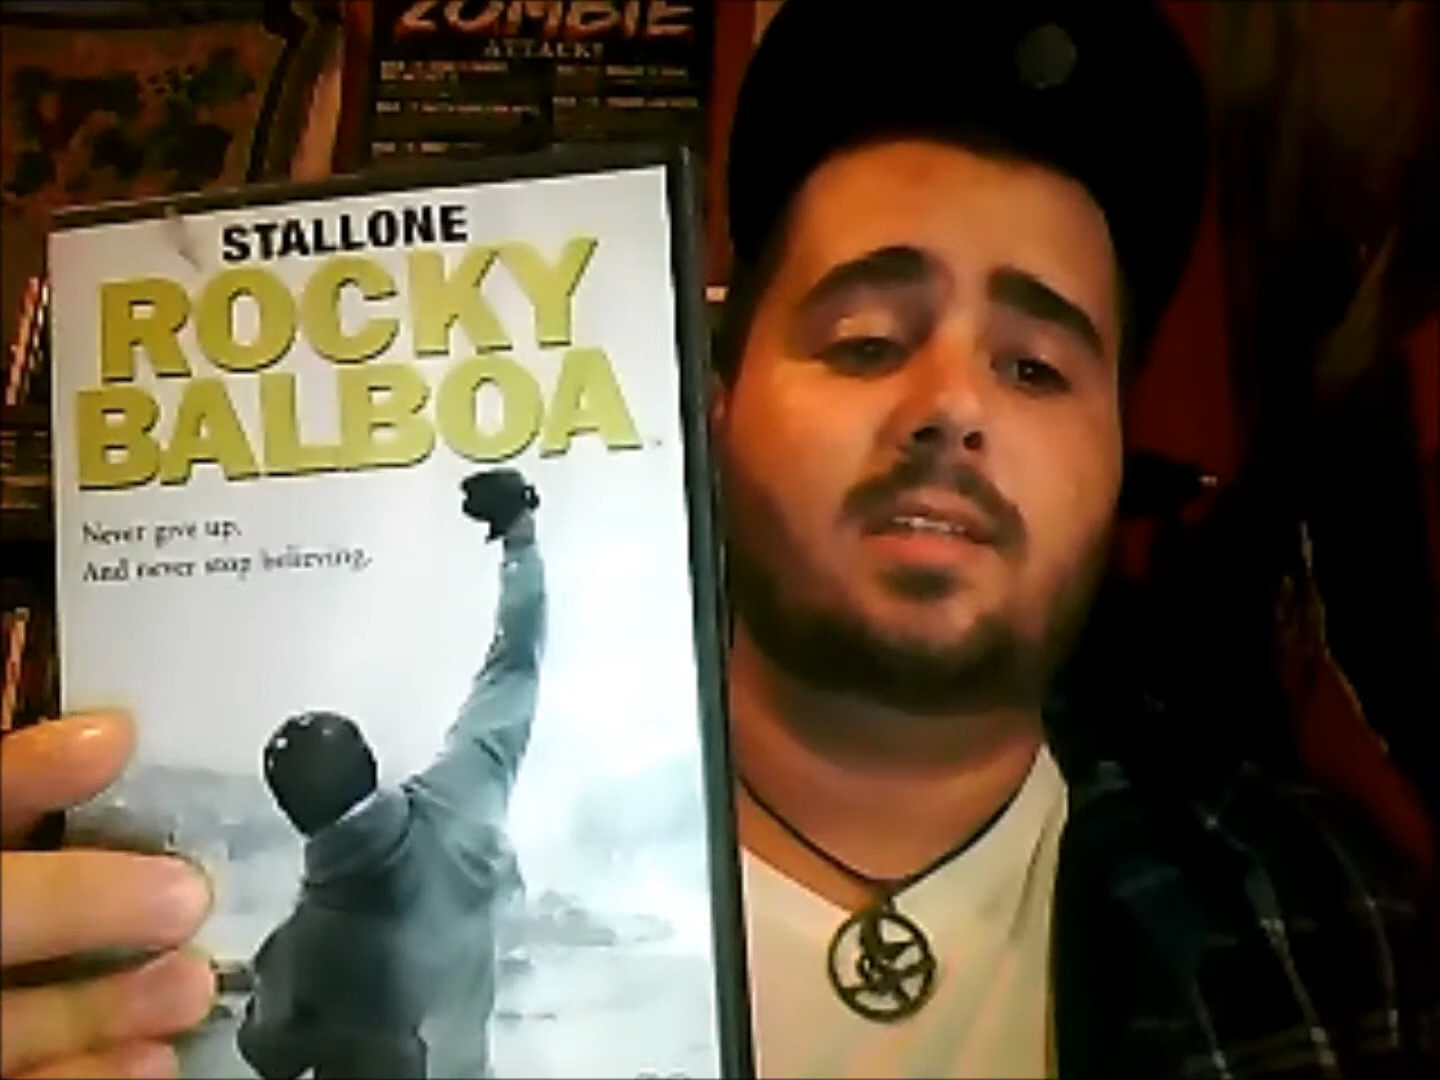 ZOMBIE
ATTACK!
STALLONE
ROCKY
BALBOA
Never give up.
And never stop believing.